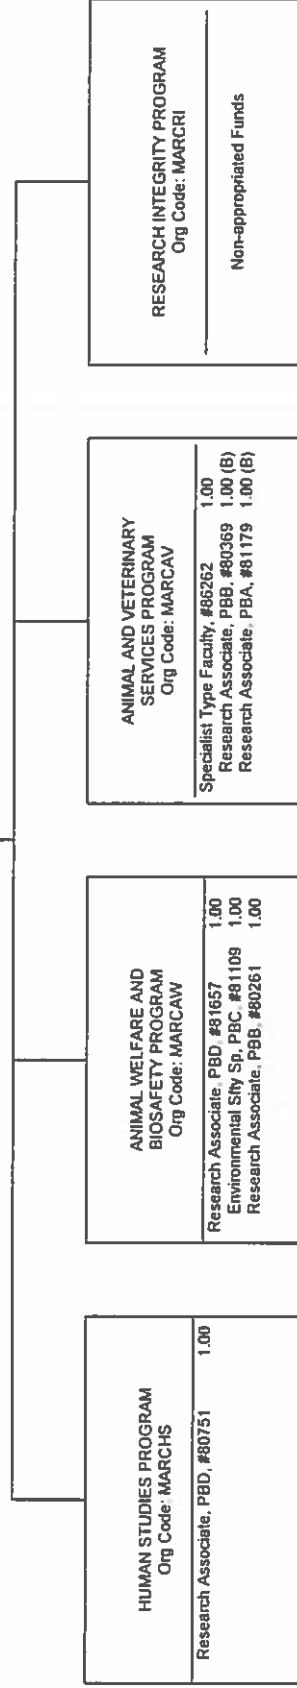 HUMAN STUDIES PROGRAM
Org Code: MARCHS
Research Associate, PBD, #80751 1.00
ANIMAL WELFARE AND
BIOSAFETY PROGRAM
Org Code: MARCAW
Research Associate, PBD, #81657 1.00
Environmental Sfty Sp, PBC, #81109 1.00
Research Associate, PBB, #80261 1.00
ANIMAL AND VETERINARY
SERVICES PROGRAM
Org Code: MARCAV
Specialist Type Faculty, #86262 1.00
Research Associate, PBB, #80369 1.00 (B)
Research Associate, PBA, #81179 1.00 (B)
RESEARCH INTEGRITY PROGRAM
Org Code: MARCRI
Non-appropriated Funds